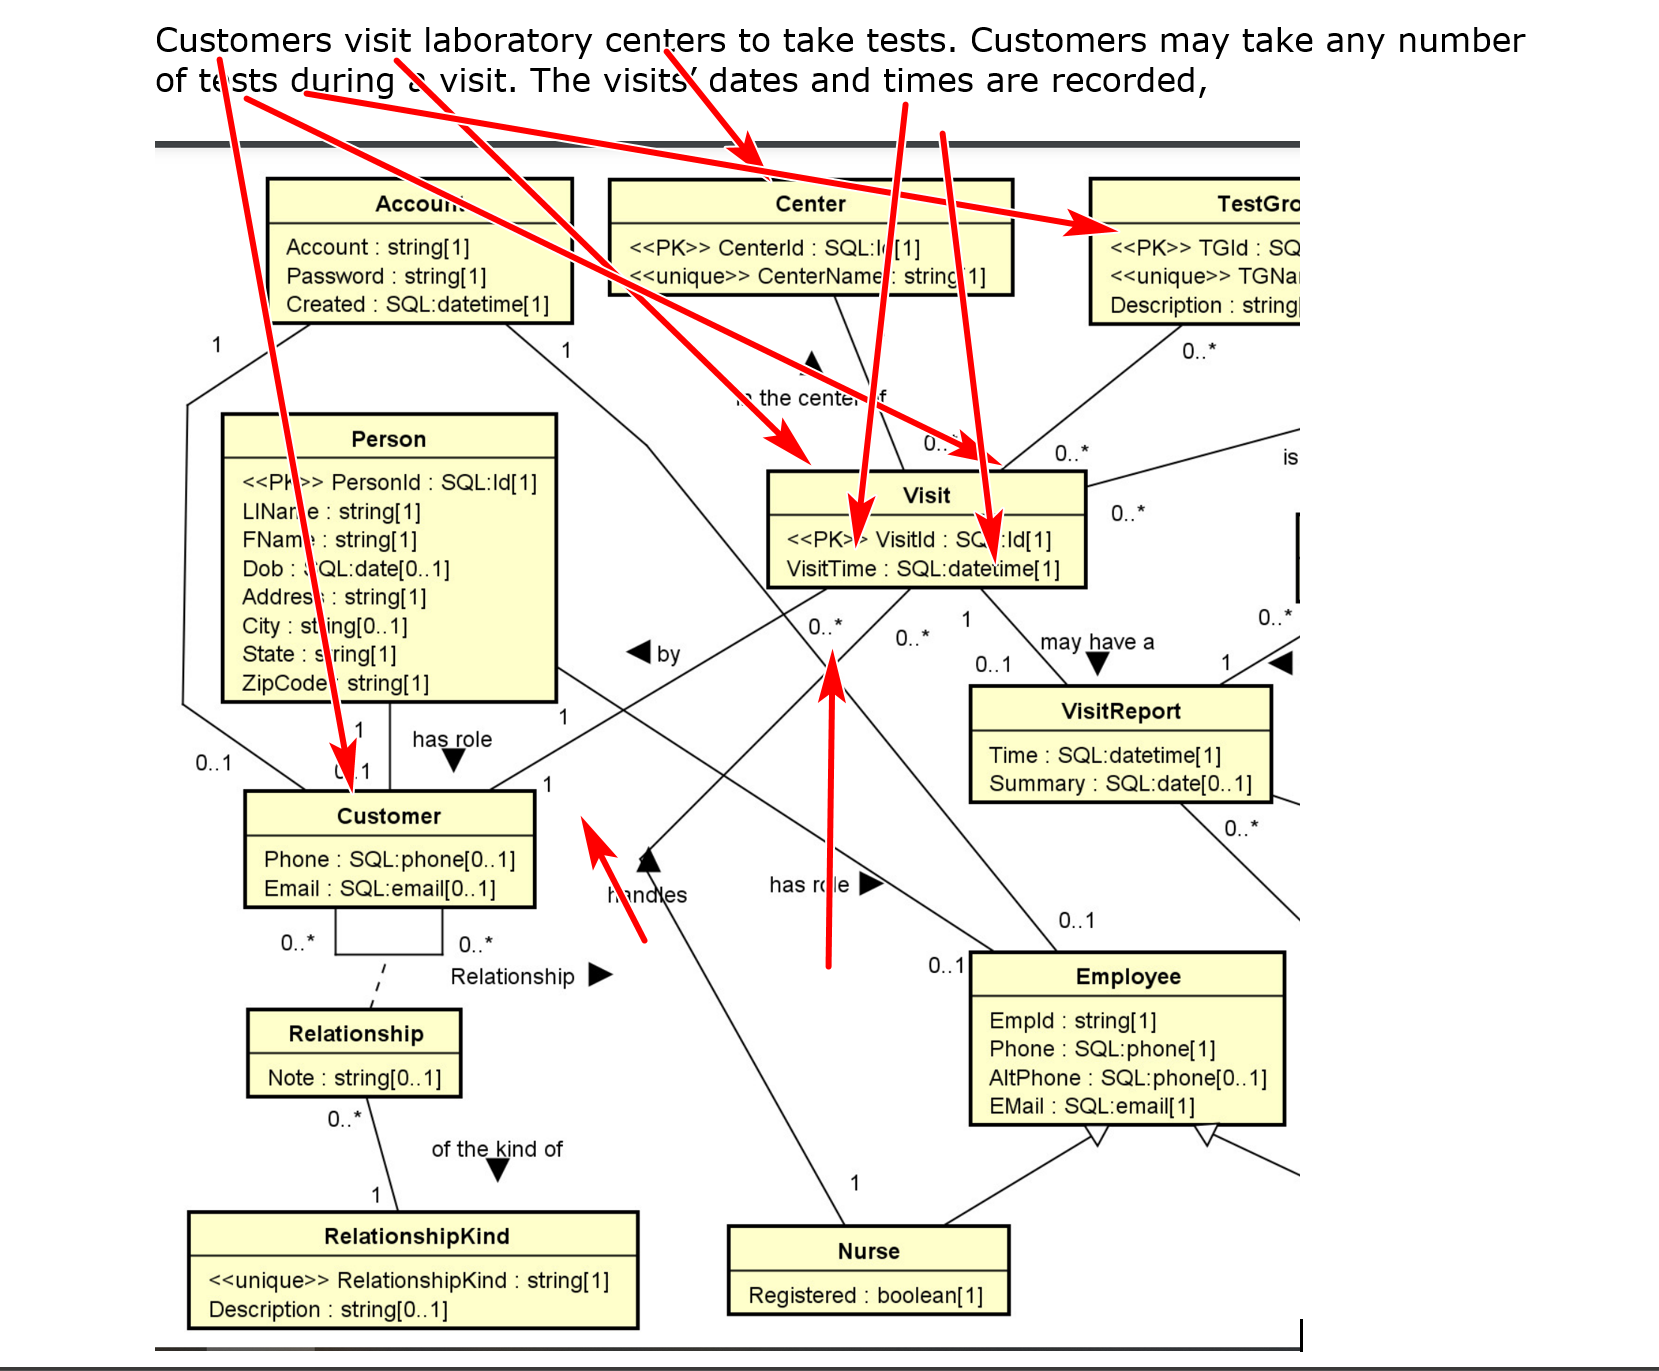 Customers visit laboratory centers to take tests. Customers may take any number
of tests during a visit. The visits’ dates and times are recorded,
Account
Account : string[1]
Password : string[1]
Created : SQL:datetime[1]
Center
<<PK>> CenterId : SQL:Id[1]
<<unique>> CenterName : string[1]
TestGro
<<PK>> TGId : SQ
<<unique>> TGNa
Description : string
1
1
0..*
in the center of
0..*
0..*
is
0..*
Person
<<PK>> PersonId : SQL:Id[1]
LlName : string[1]
FName : string[1]
Dob : SQL:date[0..1]
Address : string[1]
City : string[0..1]
State : string[1]
ZipCode : string[1]
Visit
<<PK>> VisitId : SQL:Id[1]
VisitTime : SQL:datetime[1]
0..*
0..*
1
0..*
by
may have a
0..1
1
1
1
has role
0..1
0..1
1
VisitReport
Time : SQL:datetime[1]
Summary : SQL:date[0..1]
0..*
Customer
Phone : SQL:phone[0..1]
Email : SQL:email[0..1]
handles
has role
0..1
0..*
0..*
0..1
Relationship
Relationship
Note : string[0..1]
0..*
of the kind of
1
Employee
EmpId : string[1]
Phone : SQL:phone[1]
AltPhone : SQL:phone[0..1]
EMail : SQL:email[1]
1
RelationshipKind
<<unique>> RelationshipKind : string[1]
Description : string[0..1]
Nurse
Registered : boolean[1]